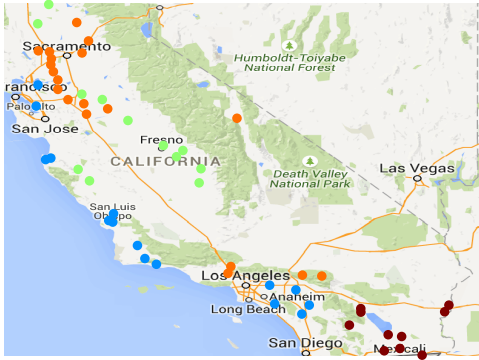 Sacramento
Humboldt-Toiyabe
National Forest
rancisco
Palo Alto
San Jose
Fresno
CALIFORNIA
Las Vegas
Death Valley
National Park
San Luis
Obispo
Los Angeles
Anaheim
Long Beach
San Diego
Mexicali